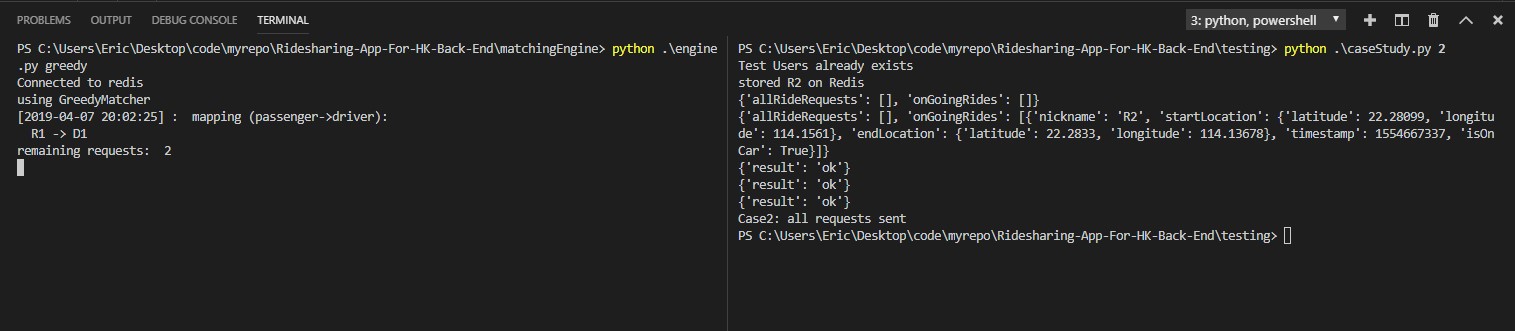 PROBLEMS OUTPUT DEBUG CONSOLE TERMINAL 3: python, powershell
PS C:\Users\Eric\Desktop\code\myrepo\Ridesharing-App-For-HK-Back-End\matchingEngine> python .\engine
.py greedy
Connected to redis
using GreedyMatcher
[2019-04-07 20:02:25] :  mapping (passenger->driver):
  R1 -> D1
remaining requests:  2
PS C:\Users\Eric\Desktop\code\myrepo\Ridesharing-App-For-HK-Back-End\testing> python .\caseStudy.py 2
Test Users already exists
stored R2 on Redis
{'allRideRequests': [], 'onGoingRides': []}
{'allRideRequests': [], 'onGoingRides': [{'nickname': 'R2', 'startLocation': {'latitude': 22.28099, 'longitu
de': 114.1561}, 'endLocation': {'latitude': 22.2833, 'longitude': 114.13678}, 'timestamp': 1554667337, 'isOn
Car': True}]}
{'result': 'ok'}
{'result': 'ok'}
{'result': 'ok'}
Case2: all requests sent
PS C:\Users\Eric\Desktop\code\myrepo\Ridesharing-App-For-HK-Back-End\testing>